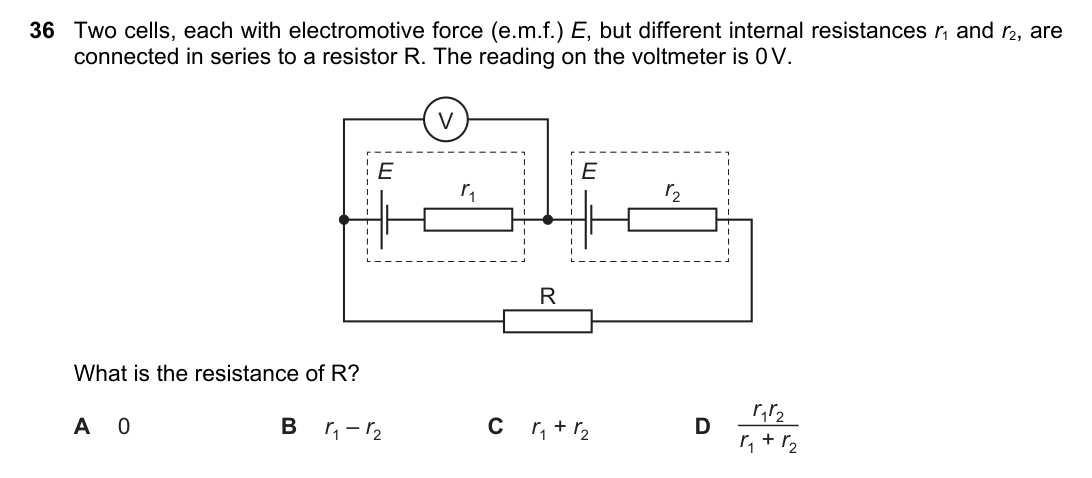 36 Two cells, each with electromotive force (e.m.f.) E, but different internal resistances r₁ and r₂, are
connected in series to a resistor R. The reading on the voltmeter is 0 V.
V
E
r₁
E
r₂
R
What is the resistance of R?
A 0 B r₁ – r₂ C r₁ + r₂ D r₁r₂ / r₁ + r₂